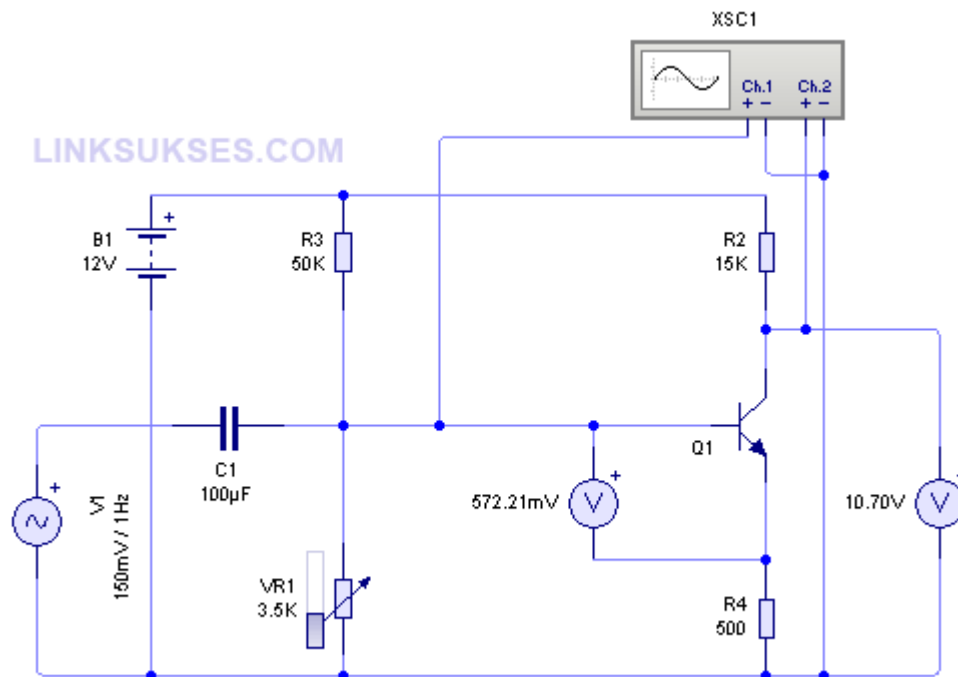 XSC1
Ch.1 Ch.2
+ − + −
LINKSUKSES.COM
+
B1
12V
R3
50K
R2
15K
C1
100µF
+
V1
150mV / 1Hz
VR1
3.5K
572.21mV
V
+
Q1
10.70V
V
+
R4
500